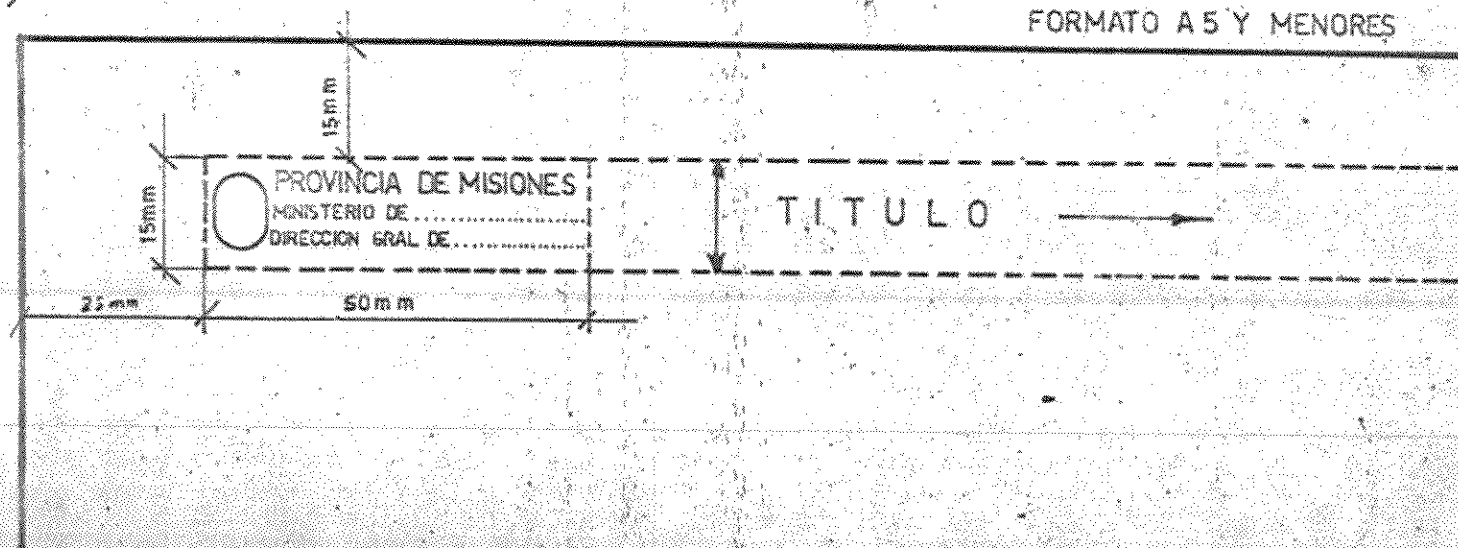 FORMATO A5 Y MENORES
15mm
15mm
PROVINCIA DE MISIONES
MINISTERIO DE....................
DIRECCION GRAL DE................
TITULO
50mm